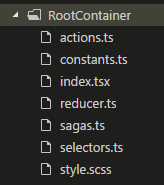 RootContainer
actions.ts
constants.ts
index.tsx
reducer.ts
sagas.ts
selectors.ts
style.scss